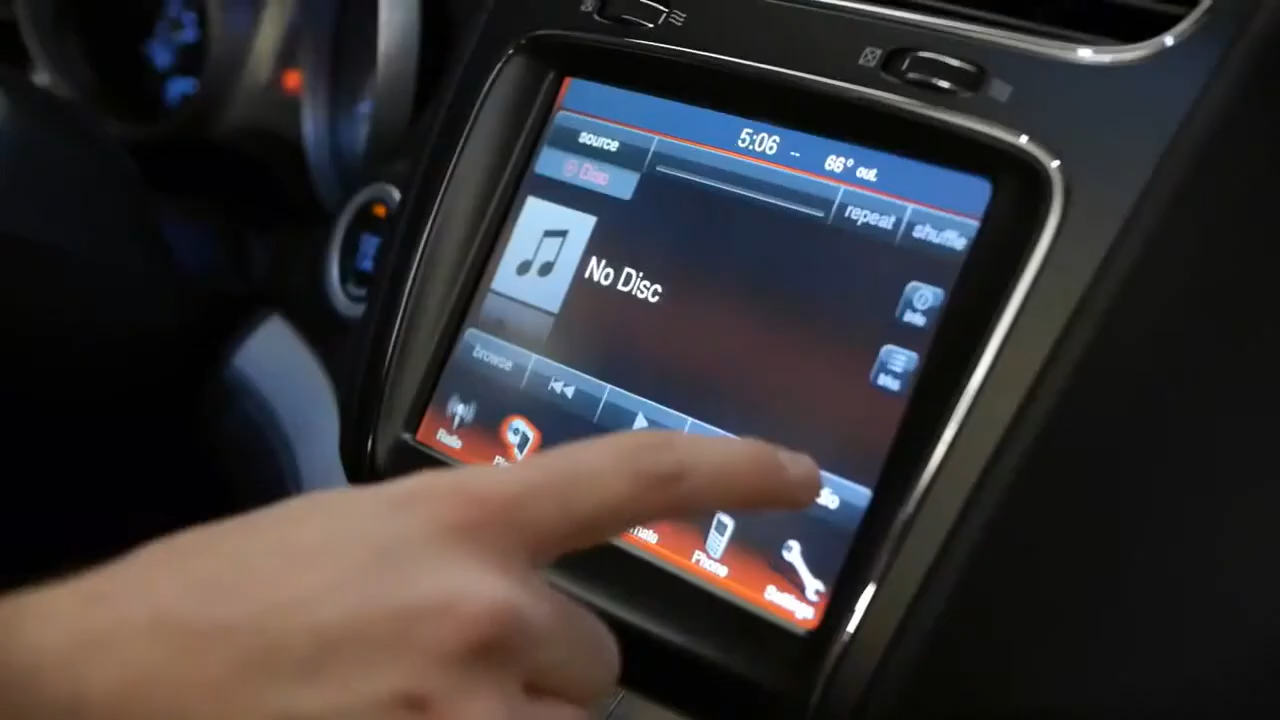 5:06 -- 66° out
source
Disc
repeat
shuffle
No Disc
info
browse
Radio
Phone
Settings